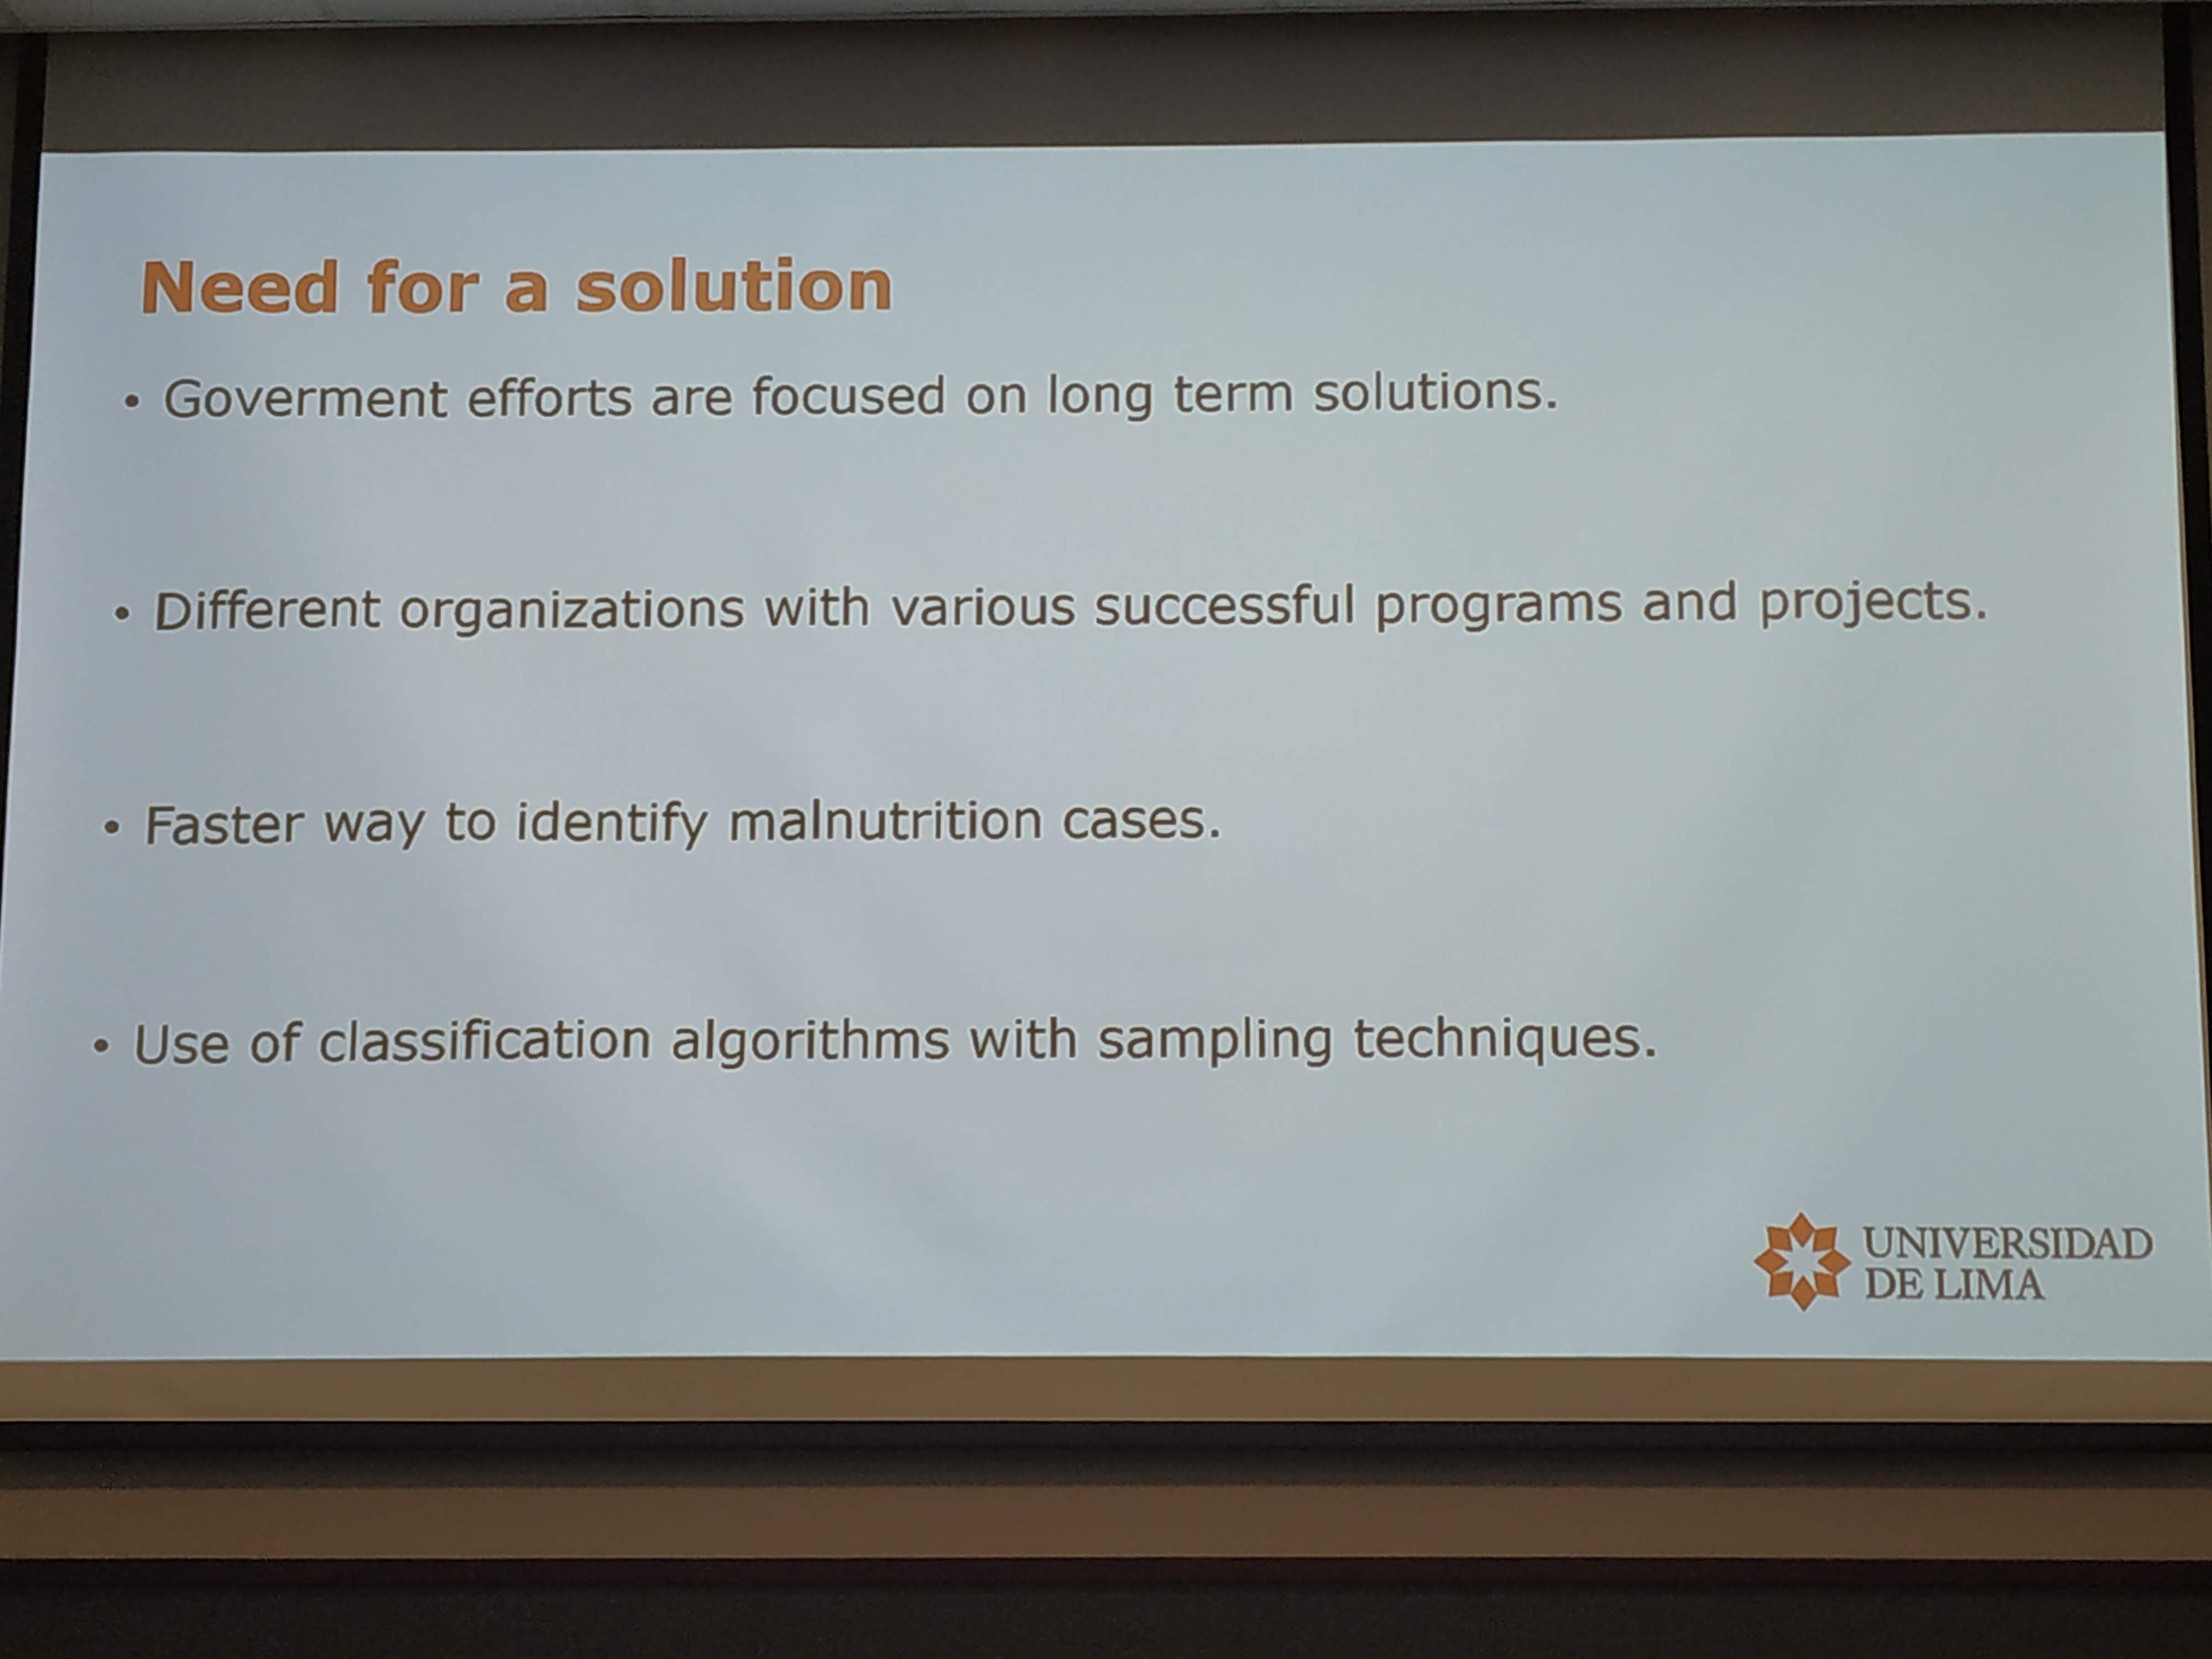 Need for a solution
• Goverment efforts are focused on long term solutions.
• Different organizations with various successful programs and projects.
• Faster way to identify malnutrition cases.
• Use of classification algorithms with sampling techniques.
UNIVERSIDAD
DE LIMA